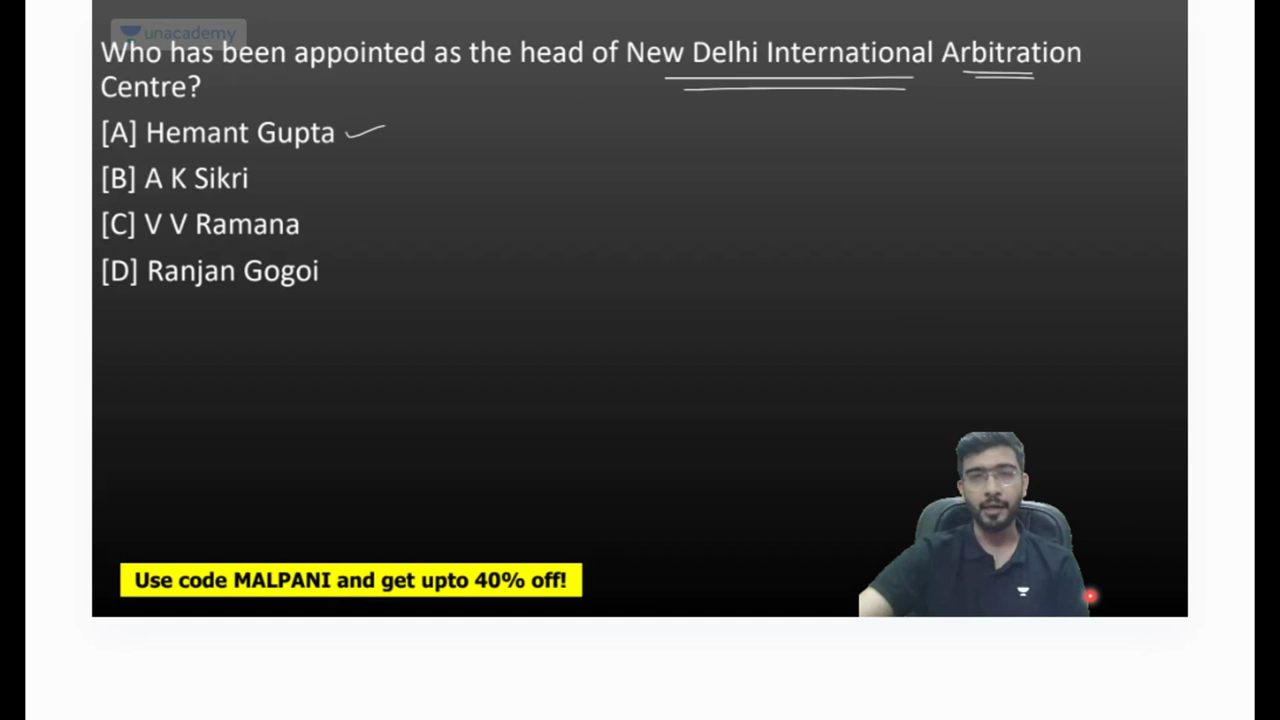 unacademy
Who has been appointed as the head of New Delhi International Arbitration
Centre?
[A] Hemant Gupta
[B] A K Sikri
[C] V V Ramana
[D] Ranjan Gogoi
Use code MALPANI and get upto 40% off!